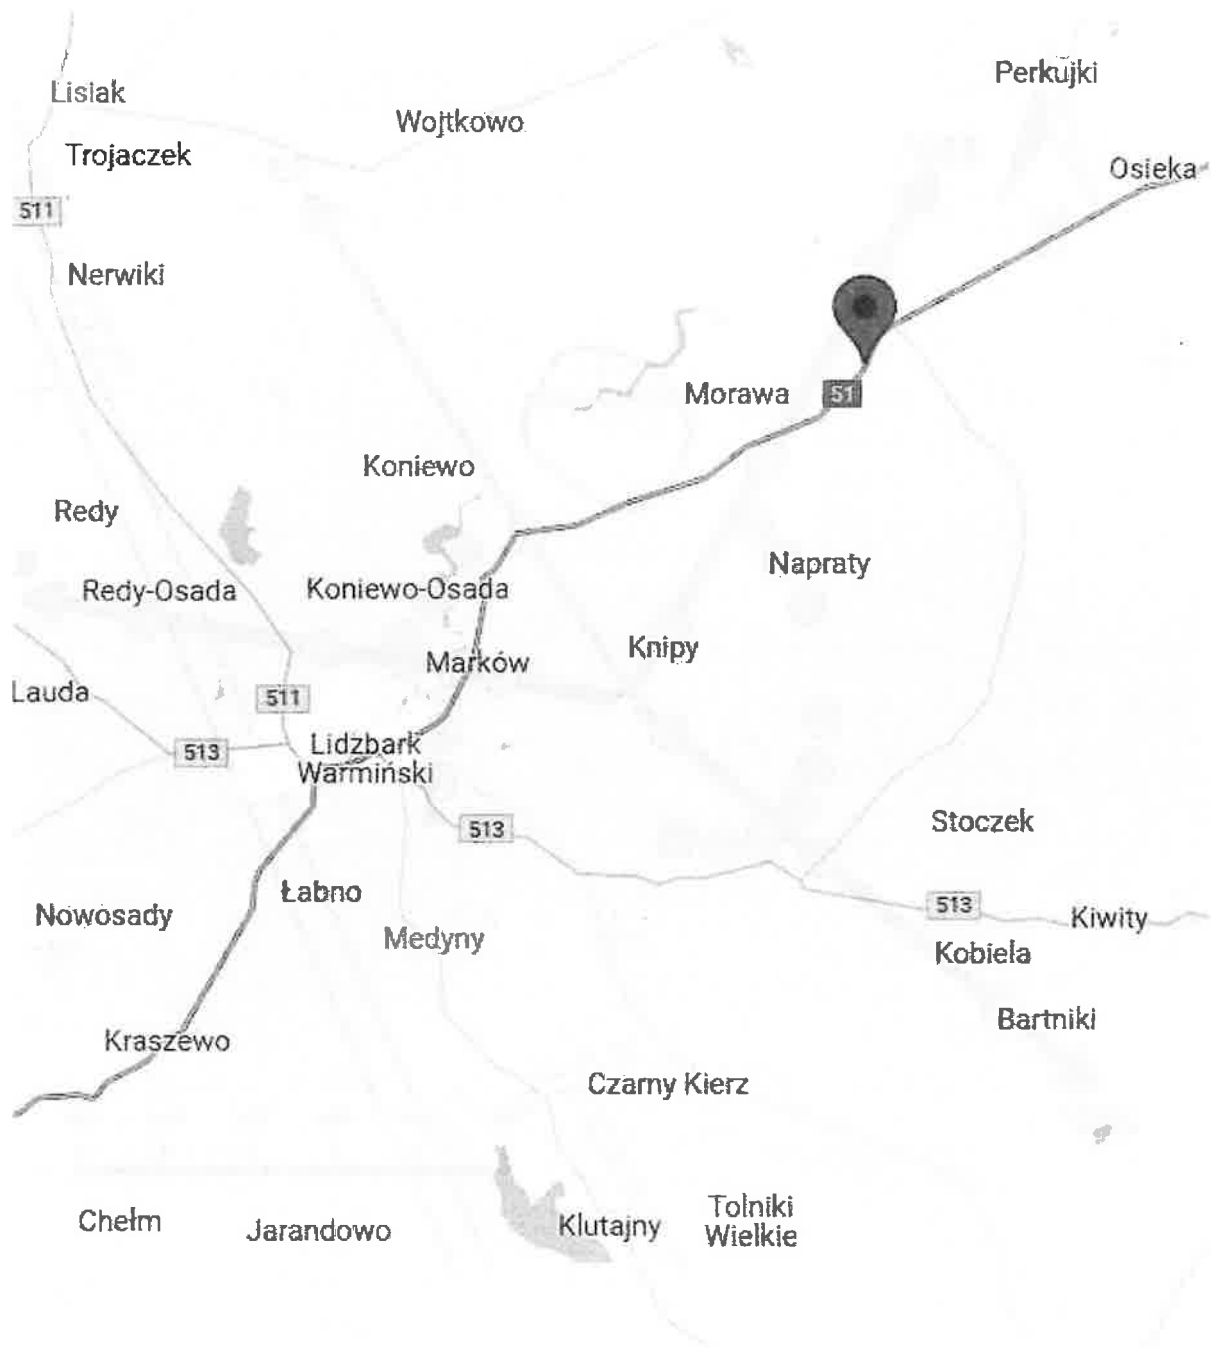 Perkujki
Lisiak
Wojtkowo
Trojaczek
Osieka
511
Nerwiki
Morawa
51
Koniewo
Redy
Napraty
Redy-Osada
Koniewo-Osada
Knipy
Marków
Lauda
511
513
Lidzbark
Warmiński
Stoczek
513
Łabno
513
Nowosady
Kiwity
Medyny
Kobiela
Bartniki
Kraszewo
Czarny Kierz
Tolniki
Wielkie
Chełm
Jarandowo
Klutajny